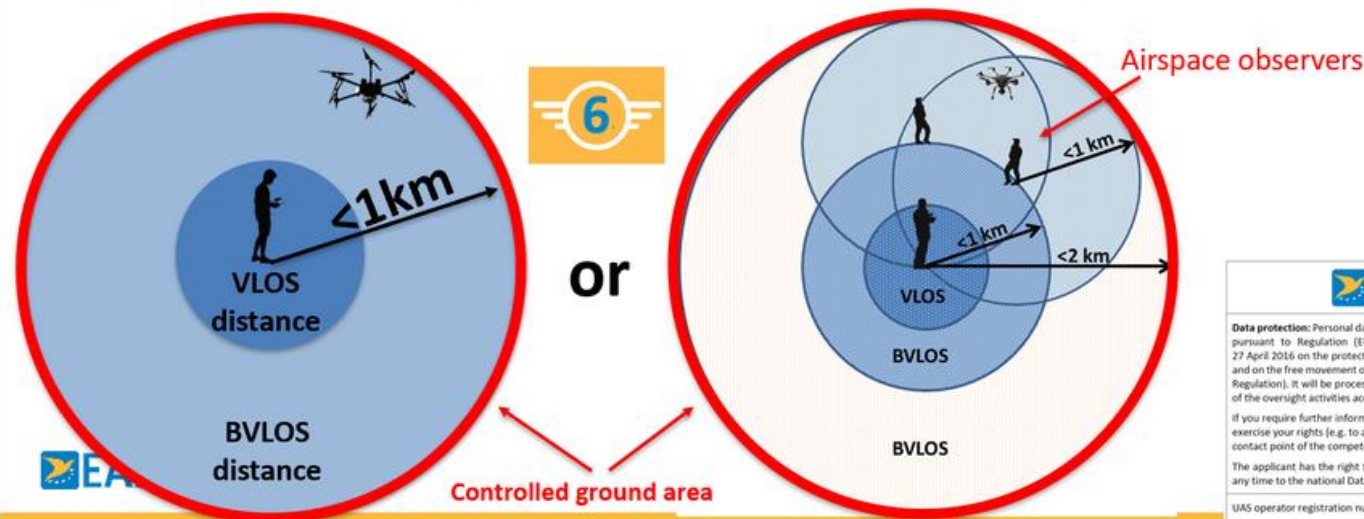 <1km
VLOS
distance
BVLOS
distance
6
or
Airspace observers
<1 km
<1 km
<2 km
VLOS
BVLOS
BVLOS
Controlled ground area
Data protection: Personal da
pursuant to Regulation (E
27 April 2016 on the protect
and on the free movement o
Regulation). It will be proces
of the oversight activities ac
If you require further inform
exercise your rights (e.g. to a
contact point of the compet
The applicant has the right
any time to the national Dat
UAS operator registration nu